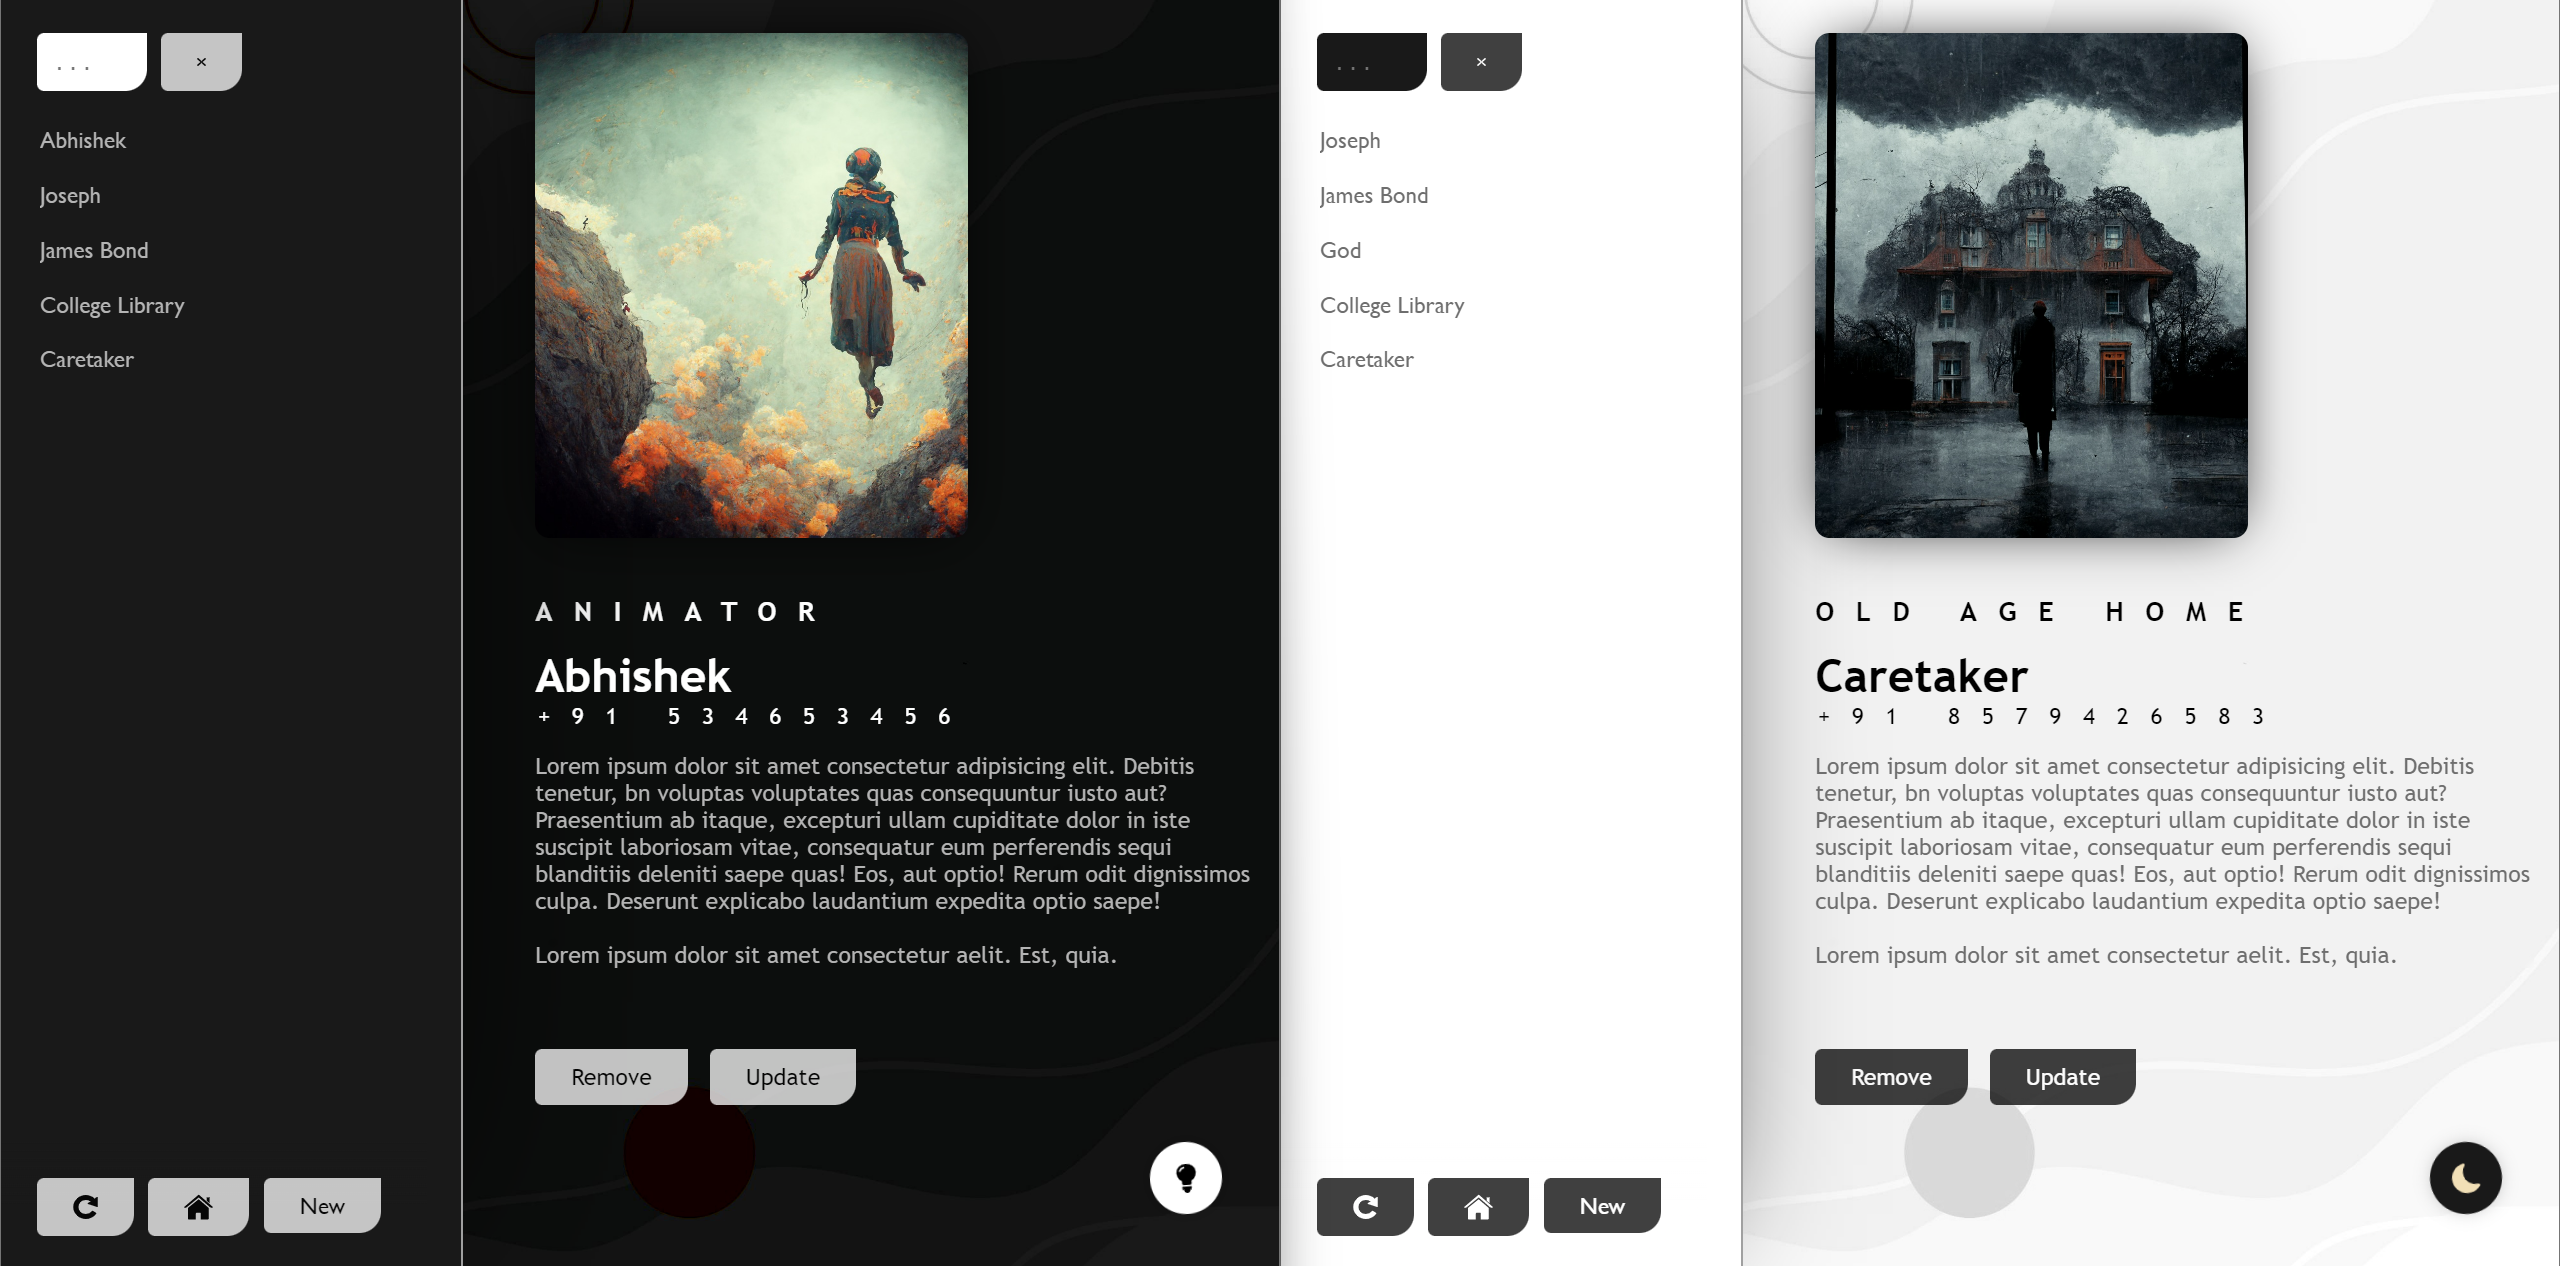 . . .
×
Abhishek
Joseph
James Bond
College Library
Caretaker
New
ANIMATOR
Abhishek
+91 534653456
Lorem ipsum dolor sit amet consectetur adipisicing elit. Debitis
tenetur, bn voluptas voluptates quas consequuntur iusto aut?
Praesentium ab itaque, excepturi ullam cupiditate dolor in iste
suscipit laboriosam vitae, consequatur eum perferendis sequi
blanditiis deleniti saepe quas! Eos, aut optio! Rerum odit dignissimos
culpa. Deserunt explicabo laudantium expedita optio saepe!
Lorem ipsum dolor sit amet consectetur aelit. Est, quia.
Remove Update
. . .
×
Joseph
James Bond
God
College Library
Caretaker
New
OLD AGE HOME
Caretaker
+91 8579426583
Lorem ipsum dolor sit amet consectetur adipisicing elit. Debitis
tenetur, bn voluptas voluptates quas consequuntur iusto aut?
Praesentium ab itaque, excepturi ullam cupiditate dolor in iste
suscipit laboriosam vitae, consequatur eum perferendis sequi
blanditiis deleniti saepe quas! Eos, aut optio! Rerum odit dignissimos
culpa. Deserunt explicabo laudantium expedita optio saepe!
Lorem ipsum dolor sit amet consectetur aelit. Est, quia.
Remove Update